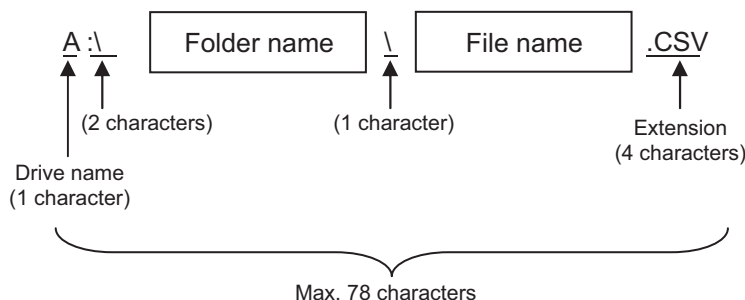 A :\ Folder name \ File name .CSV
(2 characters) (1 character) Extension
(4 characters)
Drive name
(1 character)
Max. 78 characters